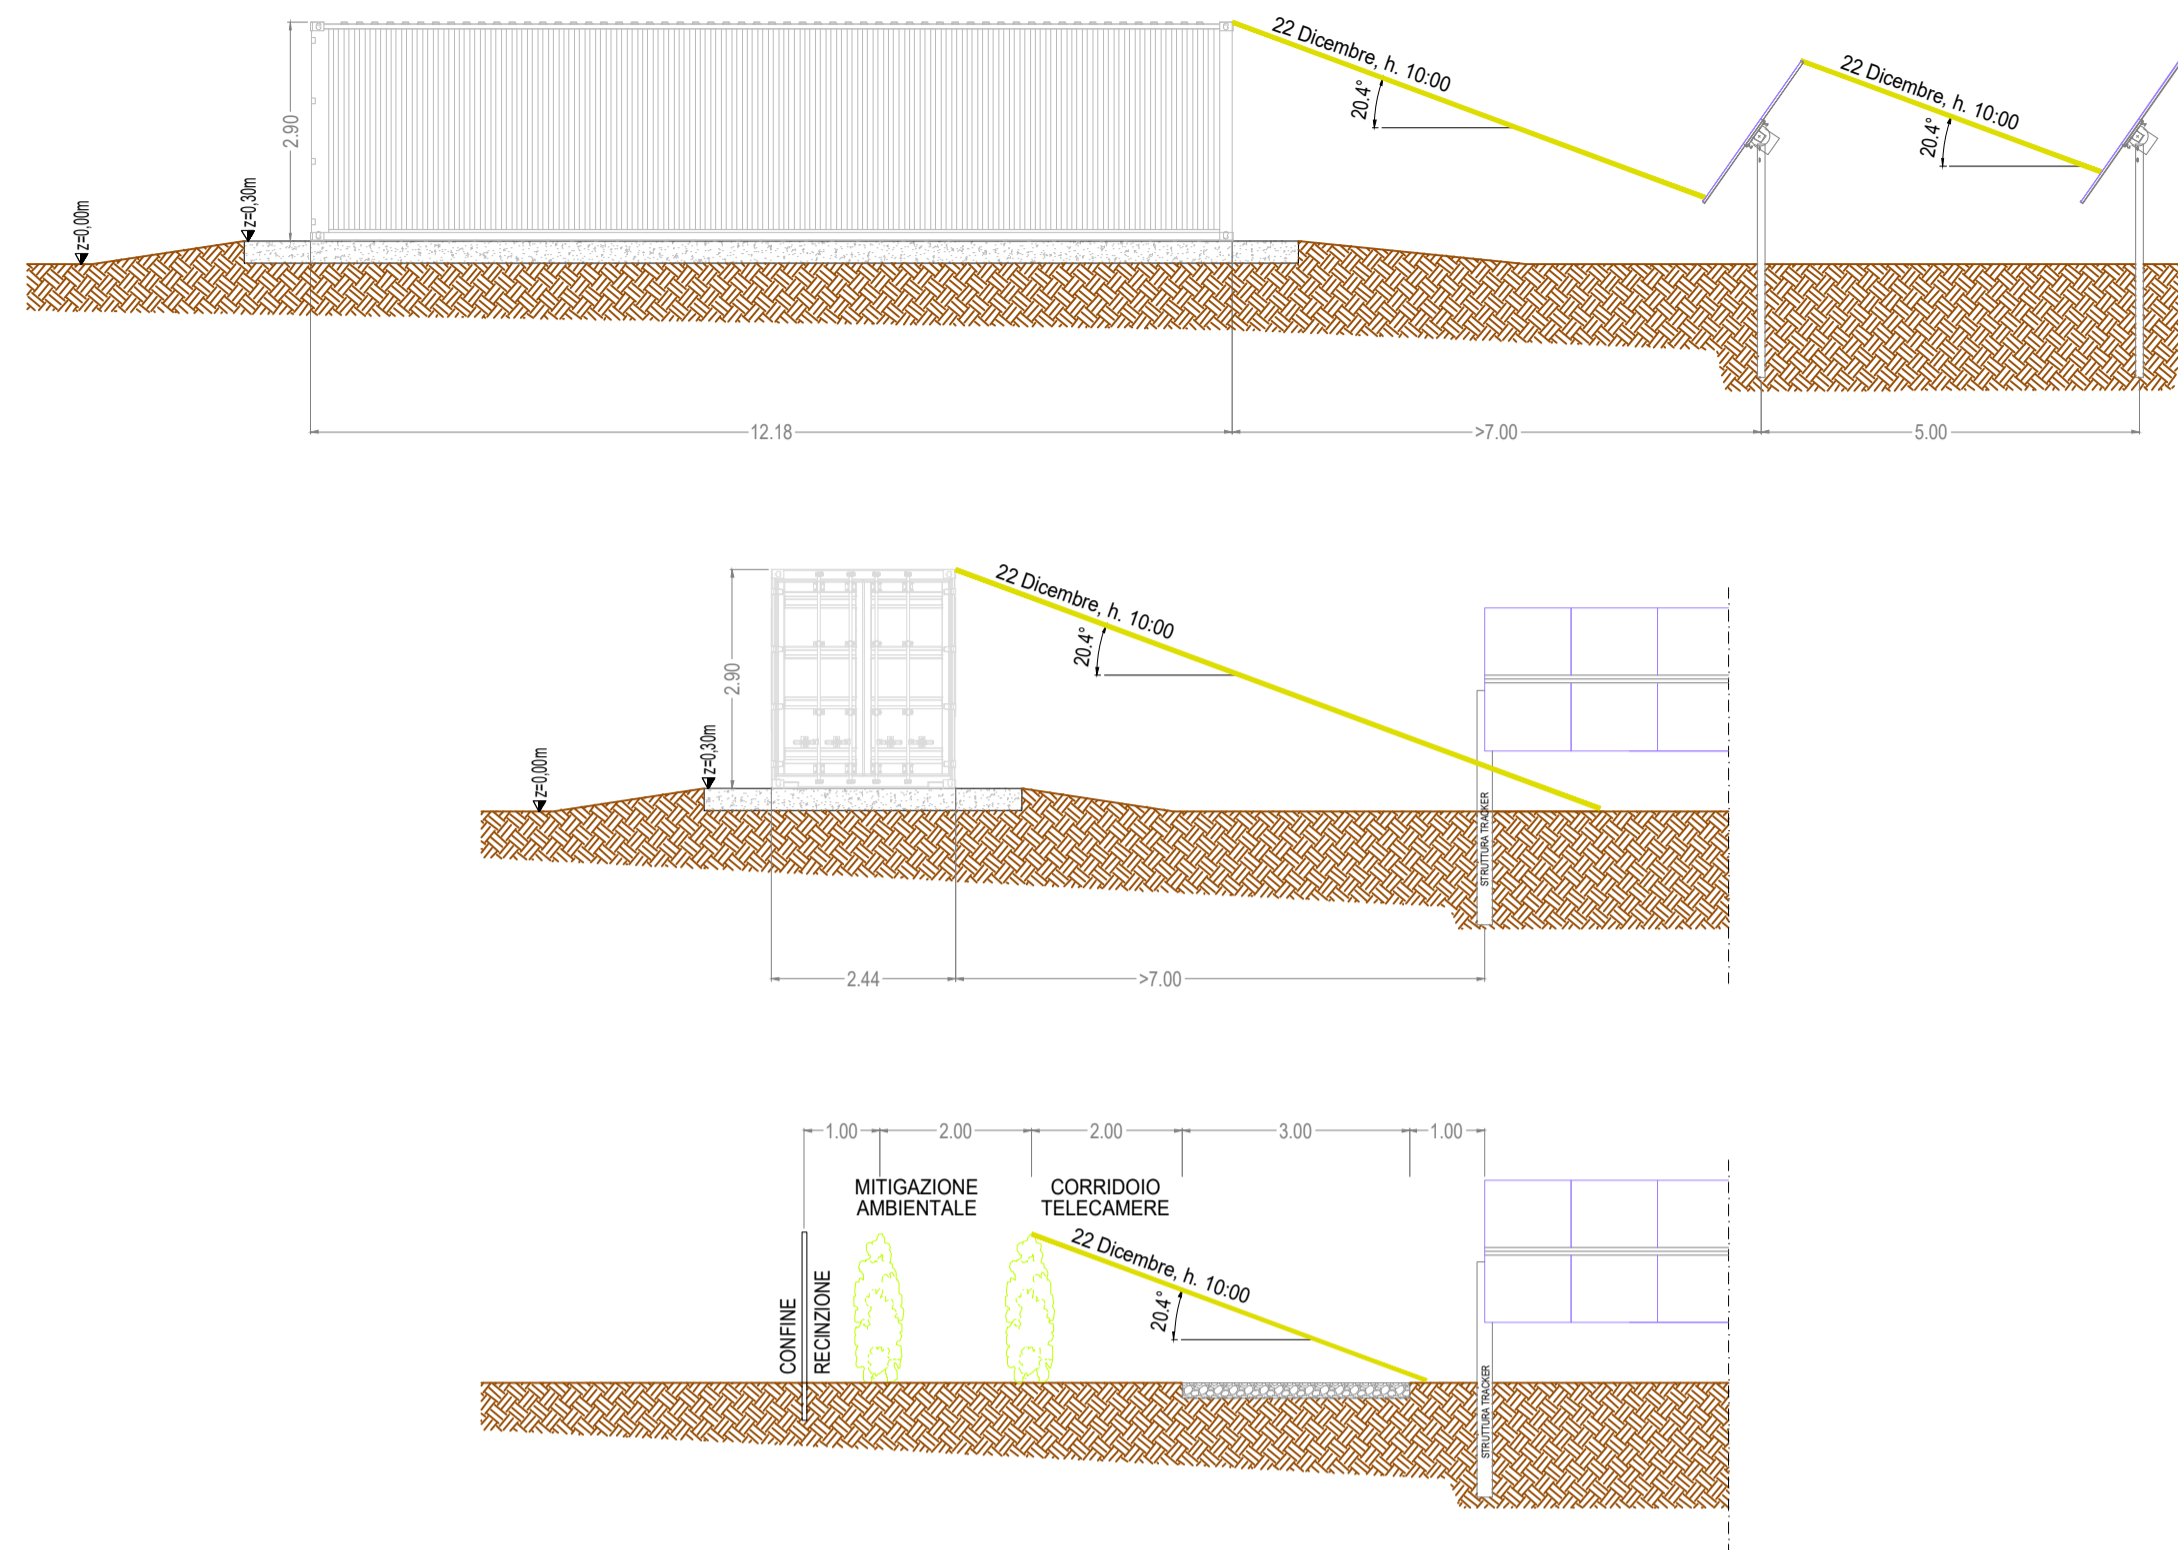 22 Dicembre, h. 10:00
20.4°
22 Dicembre, h. 10:00
20.4°
2.90
z=0,00m
z=0,30m
12.18
>7.00
5.00
22 Dicembre, h. 10:00
20.4°
2.90
z=0,00m
z=0,30m
STRUTTURA TRACKER
2.44
>7.00
1.00
2.00
2.00
3.00
1.00
MITIGAZIONE
AMBIENTALE
CORRIDOIO
TELECAMERE
22 Dicembre, h. 10:00
20.4°
CONFINE
RECINZIONE
STRUTTURA TRACKER